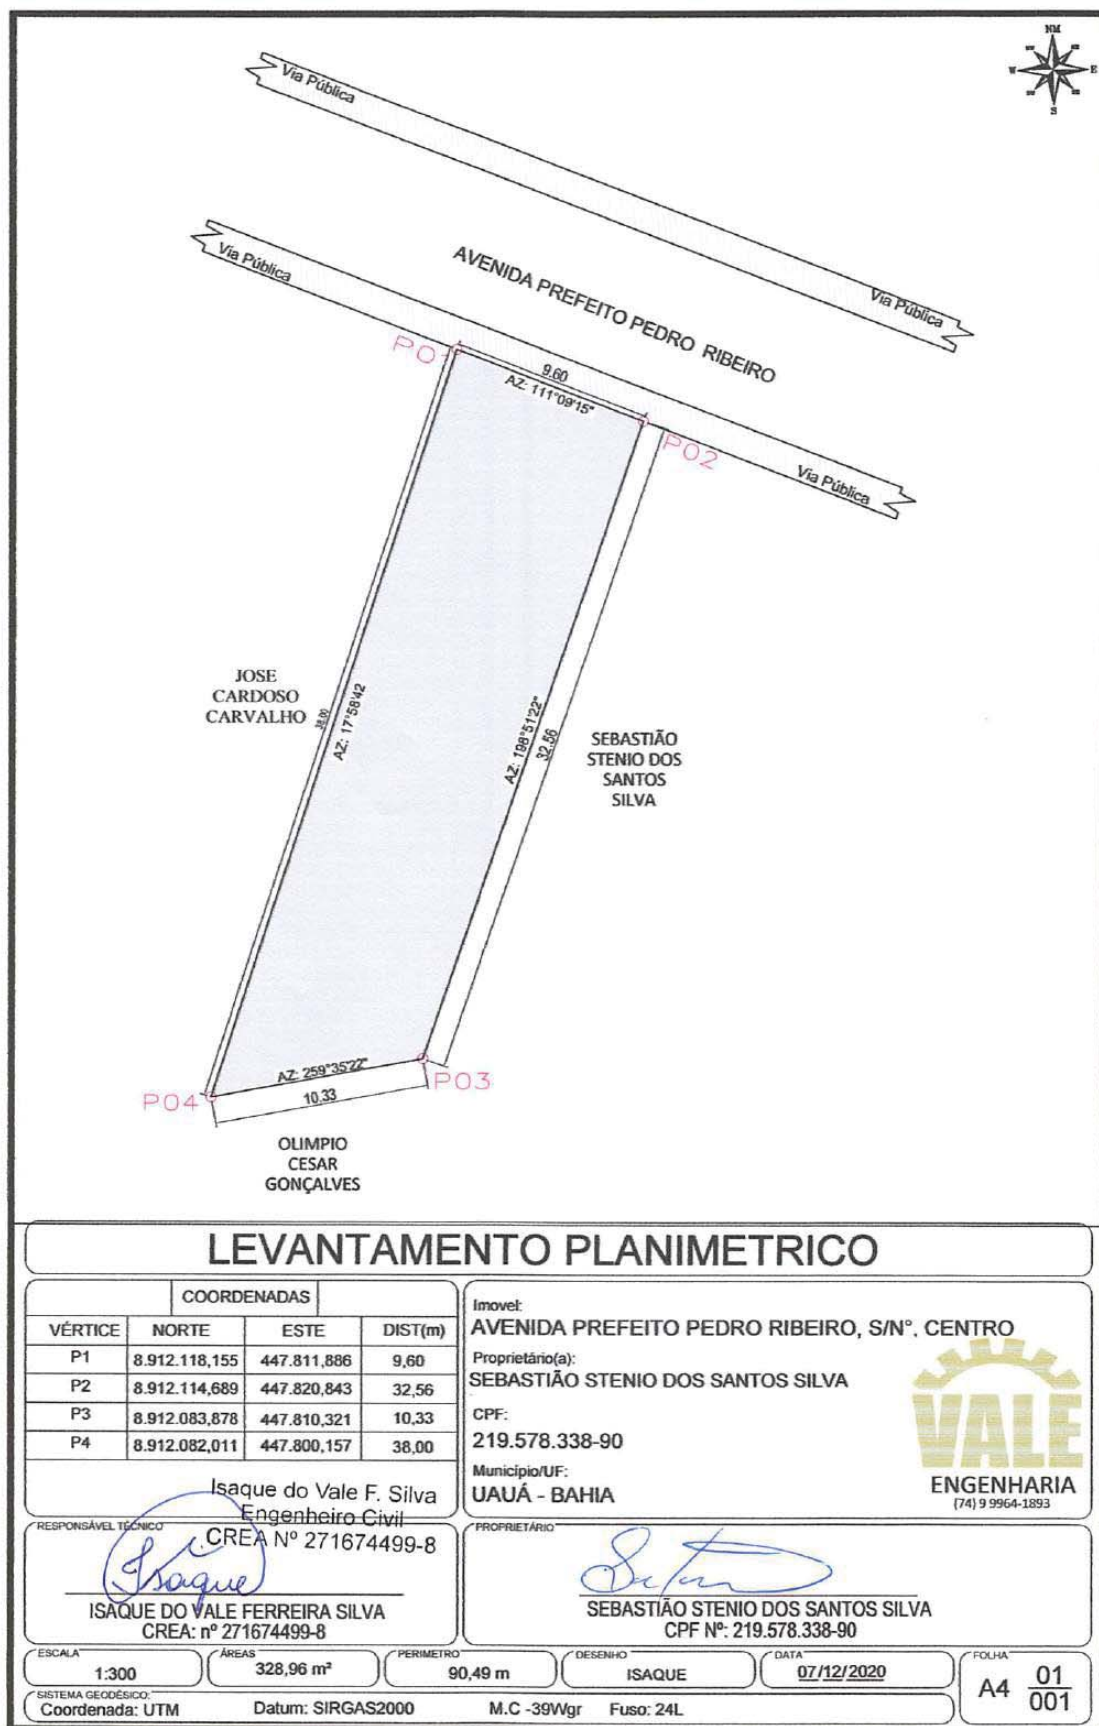 NM
W
E
S
Via Pública
Via Pública
Via Pública
Via Pública
AVENIDA PREFEITO PEDRO RIBEIRO
9.60
AZ: 111°09'15"
PO
PO2
JOSE
CARDOSO
CARVALHO
38.00
AZ: 17°58'42
AZ: 198°51'22"
32.56
SEBASTIÃO
STENIO DOS
SANTOS
SILVA
AZ: 259°35'22"
10.33
PO3
PO4
OLIMPIO
CESAR
GONÇALVES
LEVANTAMENTO PLANIMETRICO
COORDENADAS
VÉRTICE NORTE ESTE DIST(m)
P1 8.912.118,155 447.811,886 9,60
P2 8.912.114,689 447.820,843 32,56
P3 8.912.083,878 447.810,321 10,33
P4 8.912.082,011 447.800,157 38,00
Imovel:
AVENIDA PREFEITO PEDRO RIBEIRO, S/N°, CENTRO
Proprietário(a):
SEBASTIÃO STENIO DOS SANTOS SILVA
CPF:
219.578.338-90
Município/UF:
UAUÁ - BAHIA
VALE
ENGENHARIA
(74) 9 9964-1893
Isaque do Vale F. Silva
Engenheiro Civil
CREA Nº 271674499-8
RESPONSÁVEL TÉCNICO
Isaque
ISAQUE DO VALE FERREIRA SILVA
CREA: nº 271674499-8
PROPRIETÁRIO
SEBASTIÃO STENIO DOS SANTOS SILVA
CPF Nº: 219.578.338-90
ESCALA
1:300
ÁREAS
328,96 m²
PERIMETRO
90,49 m
DESENHO
ISAQUE
DATA
07/12/2020
FOLHA
A4 01
001
SISTEMA GEODÉSICO:
Coordenada: UTM Datum: SIRGAS2000 M.C -39Wgr Fuso: 24L